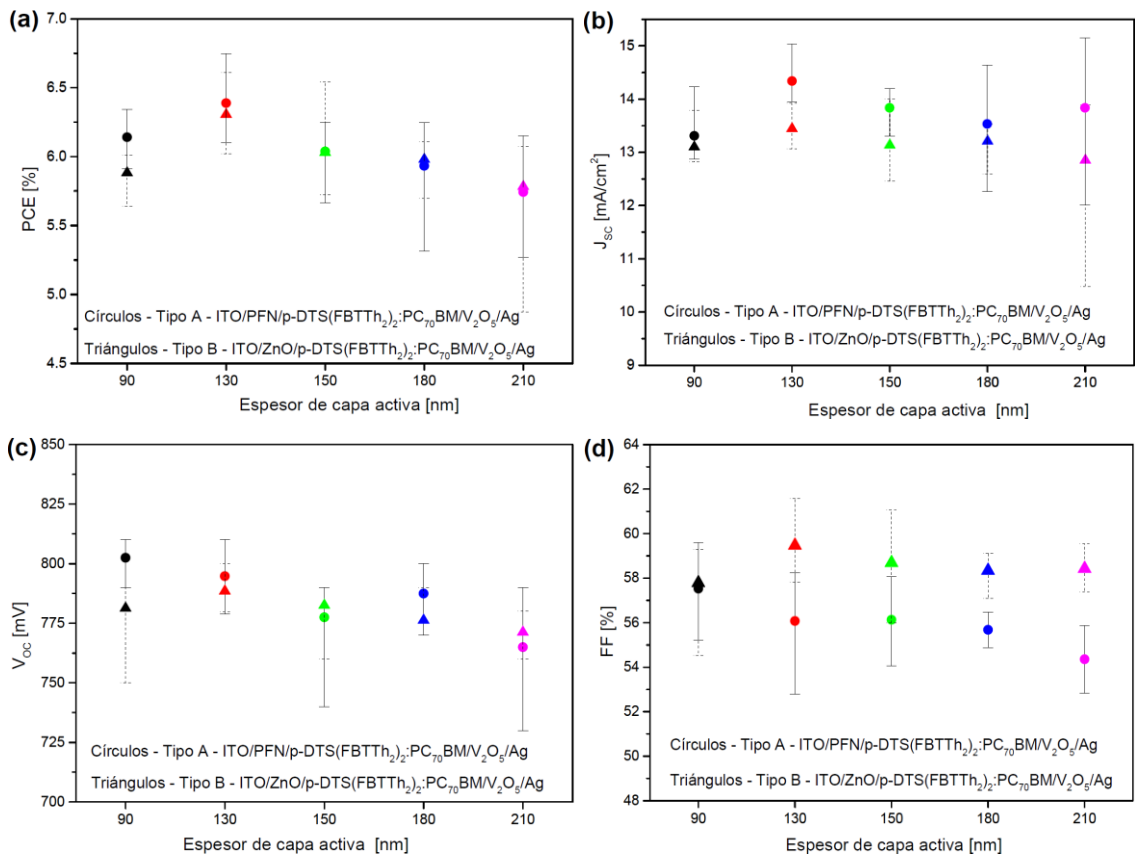 (a)
7.0
6.5
6.0
5.5
5.0
4.5
PCE [%]
Círculos - Tipo A - ITO/PFN/p-DTS(FBTTh₂)₂:PC₇₀BM/V₂O₅/Ag
Triángulos - Tipo B - ITO/ZnO/p-DTS(FBTTh₂)₂:PC₇₀BM/V₂O₅/Ag
90 130 150 180 210
Espesor de capa activa [nm]
(b)
15
14
13
12
11
10
9
J_SC [mA/cm²]
Círculos - Tipo A - ITO/PFN/p-DTS(FBTTh₂)₂:PC₇₀BM/V₂O₅/Ag
Triángulos - Tipo B - ITO/ZnO/p-DTS(FBTTh₂)₂:PC₇₀BM/V₂O₅/Ag
90 130 150 180 210
Espesor de capa activa [nm]
(c)
850
825
800
775
750
725
700
V_OC [mV]
Círculos - Tipo A - ITO/PFN/p-DTS(FBTTh₂)₂:PC₇₀BM/V₂O₅/Ag
Triángulos - Tipo B - ITO/ZnO/p-DTS(FBTTh₂)₂:PC₇₀BM/V₂O₅/Ag
90 130 150 180 210
Espesor de capa activa [nm]
(d)
64
62
60
58
56
54
52
50
48
FF [%]
Círculos - Tipo A - ITO/PFN/p-DTS(FBTTh₂)₂:PC₇₀BM/V₂O₅/Ag
Triángulos - Tipo B - ITO/ZnO/p-DTS(FBTTh₂)₂:PC₇₀BM/V₂O₅/Ag
90 130 150 180 210
Espesor de capa activa [nm]